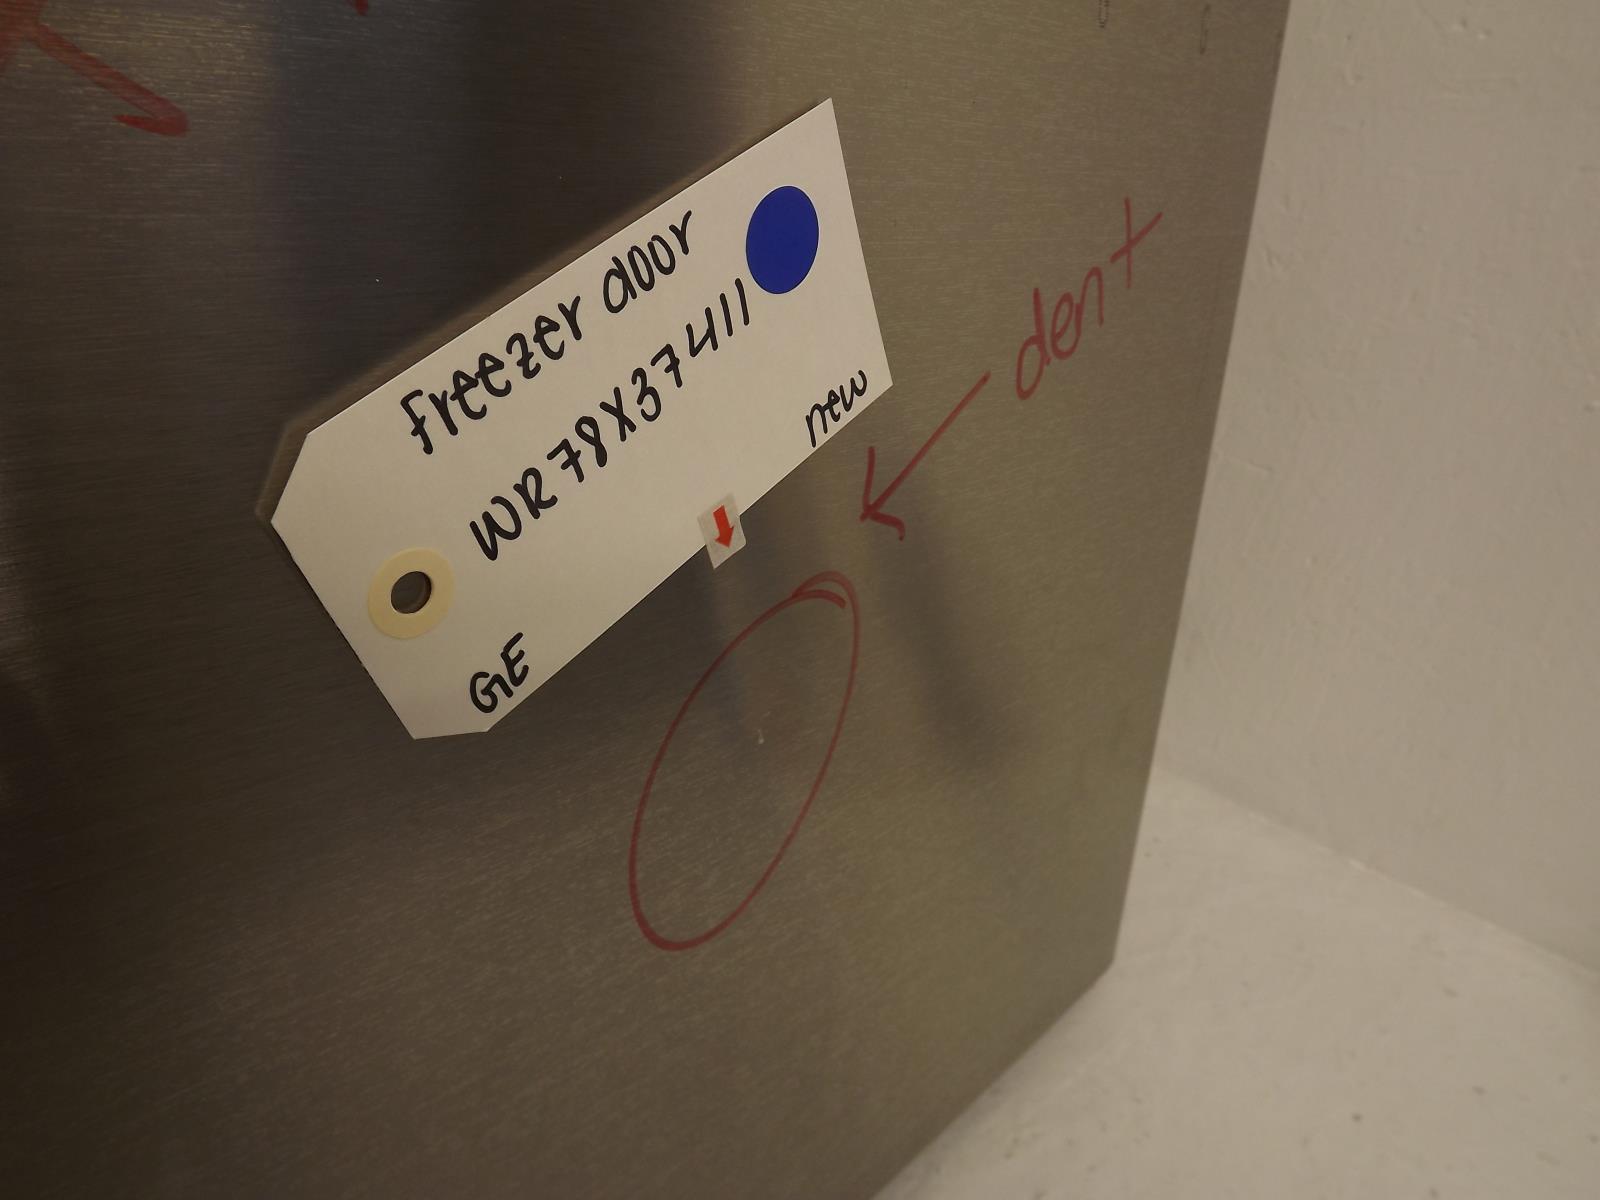 Freezer door
WR78X37411
new
GE
dent